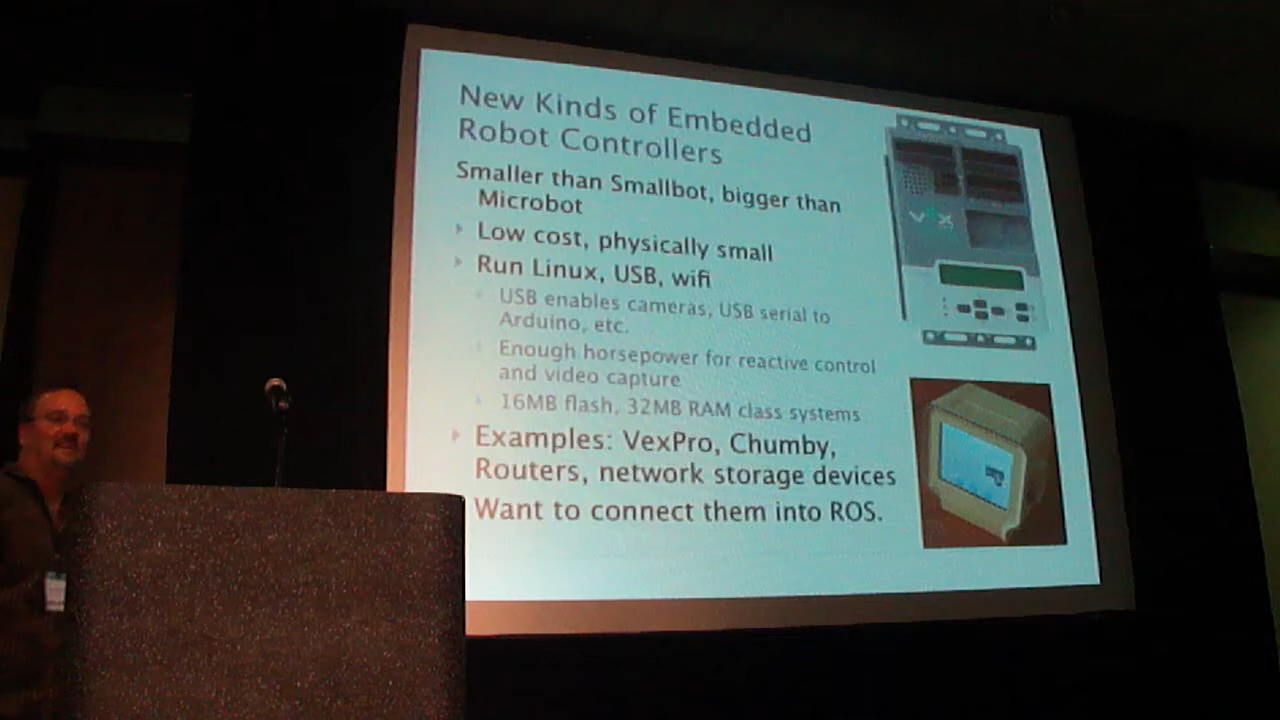 New Kinds of Embedded
Robot Controllers
Smaller than Smallbot, bigger than
Microbot
Low cost, physically small
Run Linux, USB, wifi
USB enables cameras, USB serial to
Arduino, etc.
Enough horsepower for reactive control
and video capture
16MB flash, 32MB RAM class systems
Examples: VexPro, Chumby,
Routers, network storage devices
Want to connect them into ROS.
vex